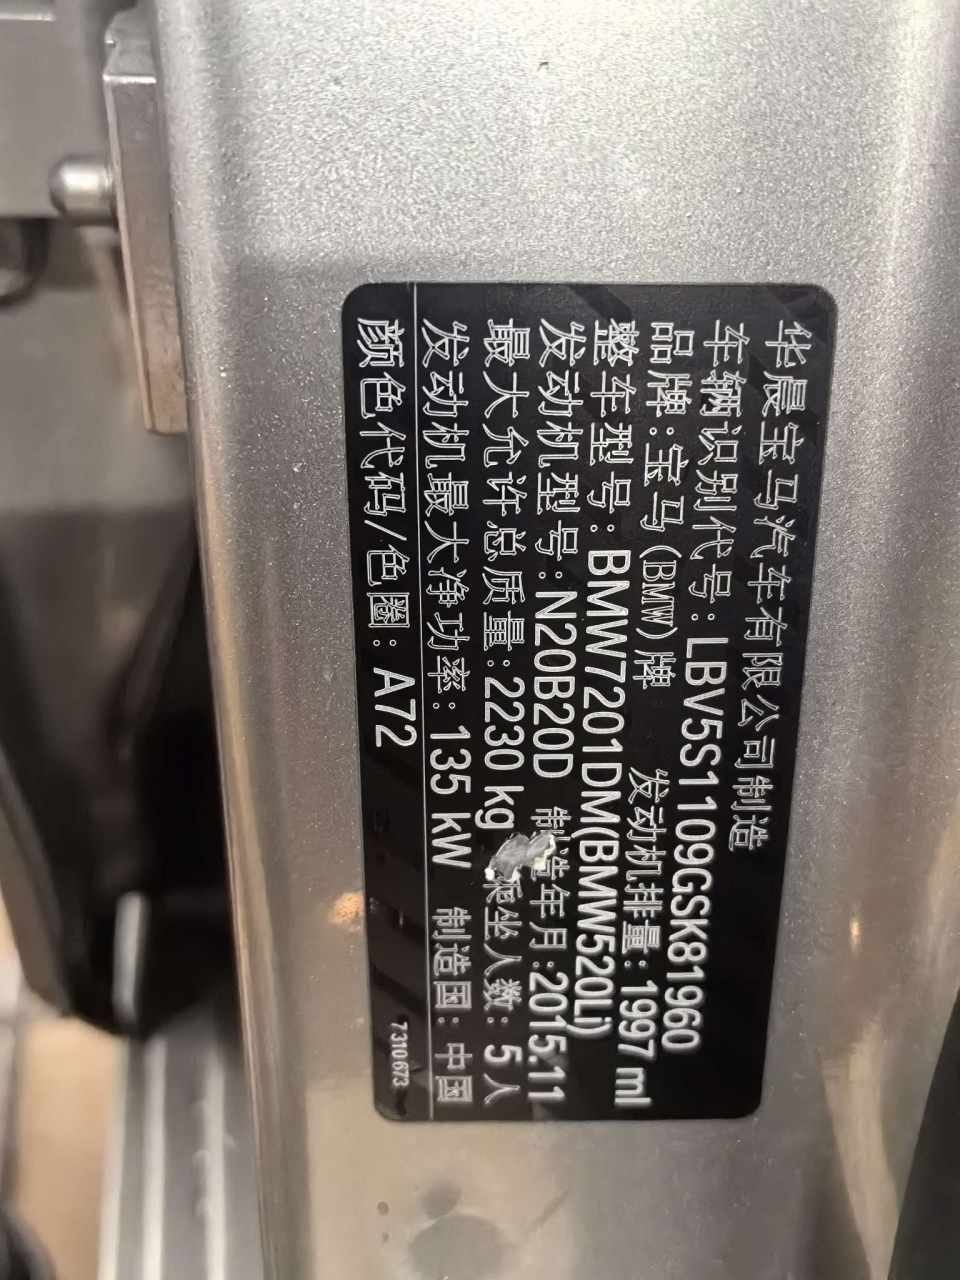 华晨宝马汽车有限公司制造
车辆识别代号:LBV5S1109GSK81960
品牌:宝马(BMW)牌 发动机排量:1997 ml
整车型号:BMW7201DM(BMW520Li)
发动机型号:N20B20D 制造年月:2015.11
最大允许总质量:2230 kg 乘坐人数:5人
发动机最大净功率:135 kW 制造国:中国
颜色代码/色圈:A72
7310673